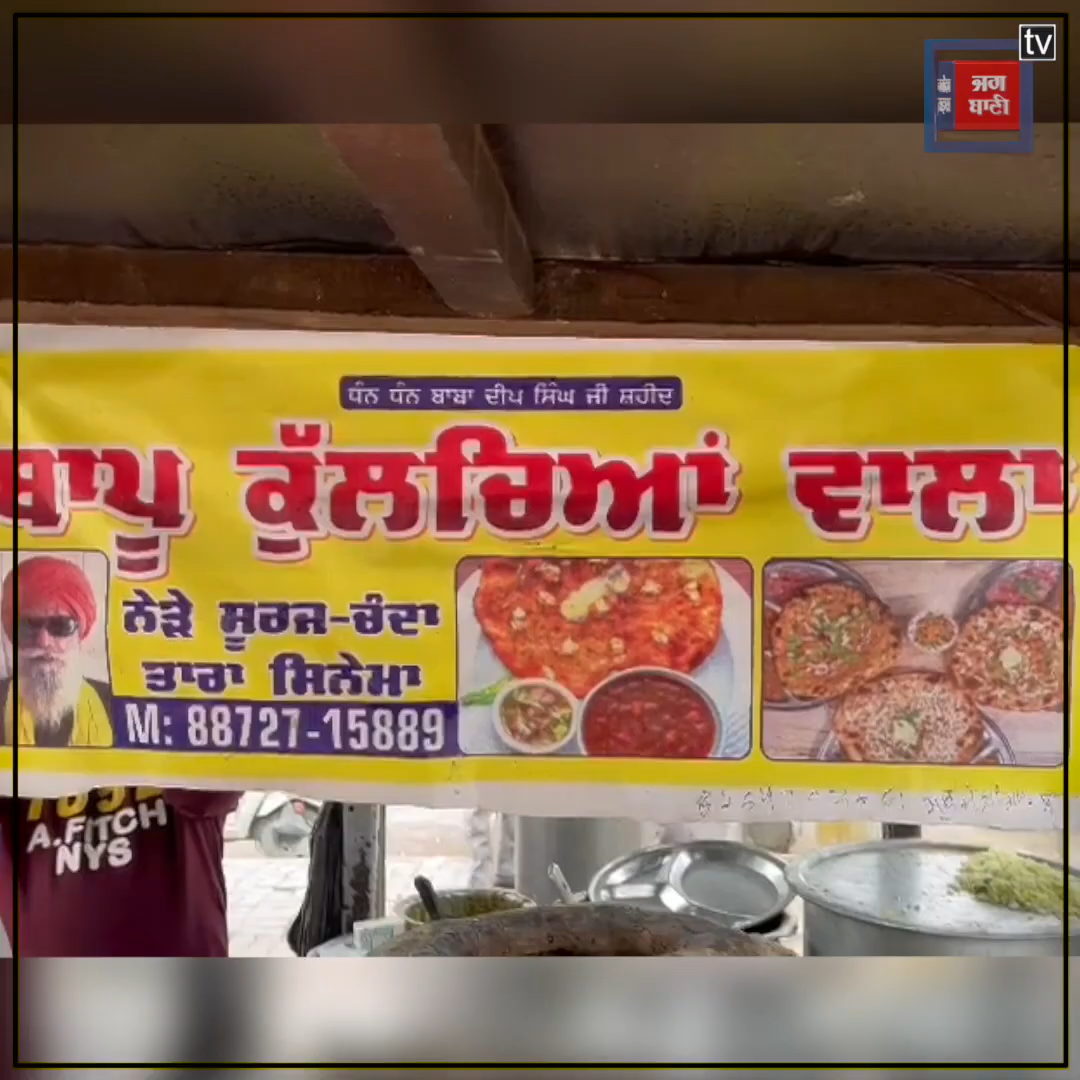 tv
ਜਗ
ਬਾਣੀ
ਧੰਨ ਧੰਨ ਬਾਬਾ ਦੀਪ ਸਿੰਘ ਜੀ ਸ਼ਹੀਦ
ਬਾਪੂ ਕੁੱਲਚਿਆਂ ਵਾਲਾ
ਨੇੜੇ ਸੂਰਜ-ਚੰਦਾ
ਤਾਰਾ ਸਿਨੇਮਾ
M: 88727-15889
A.FITCH
NYS